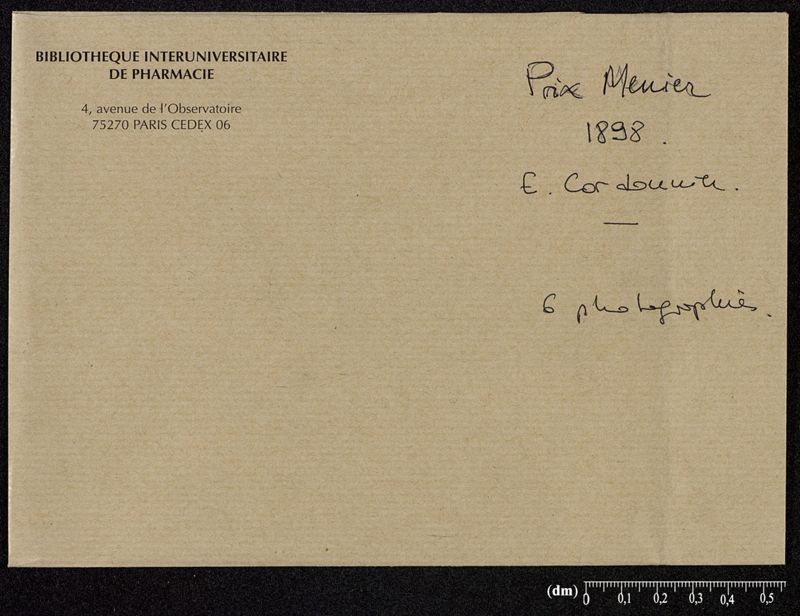 BIBLIOTHEQUE INTERUNIVERSITAIRE
DE PHARMACIE
4, avenue de l'Observatoire
75270 PARIS CEDEX 06
Prix Menier
1898.
E. Cordonnier.
6 photographies.
(dm) 0 0,1 0,2 0,3 0,4 0,5